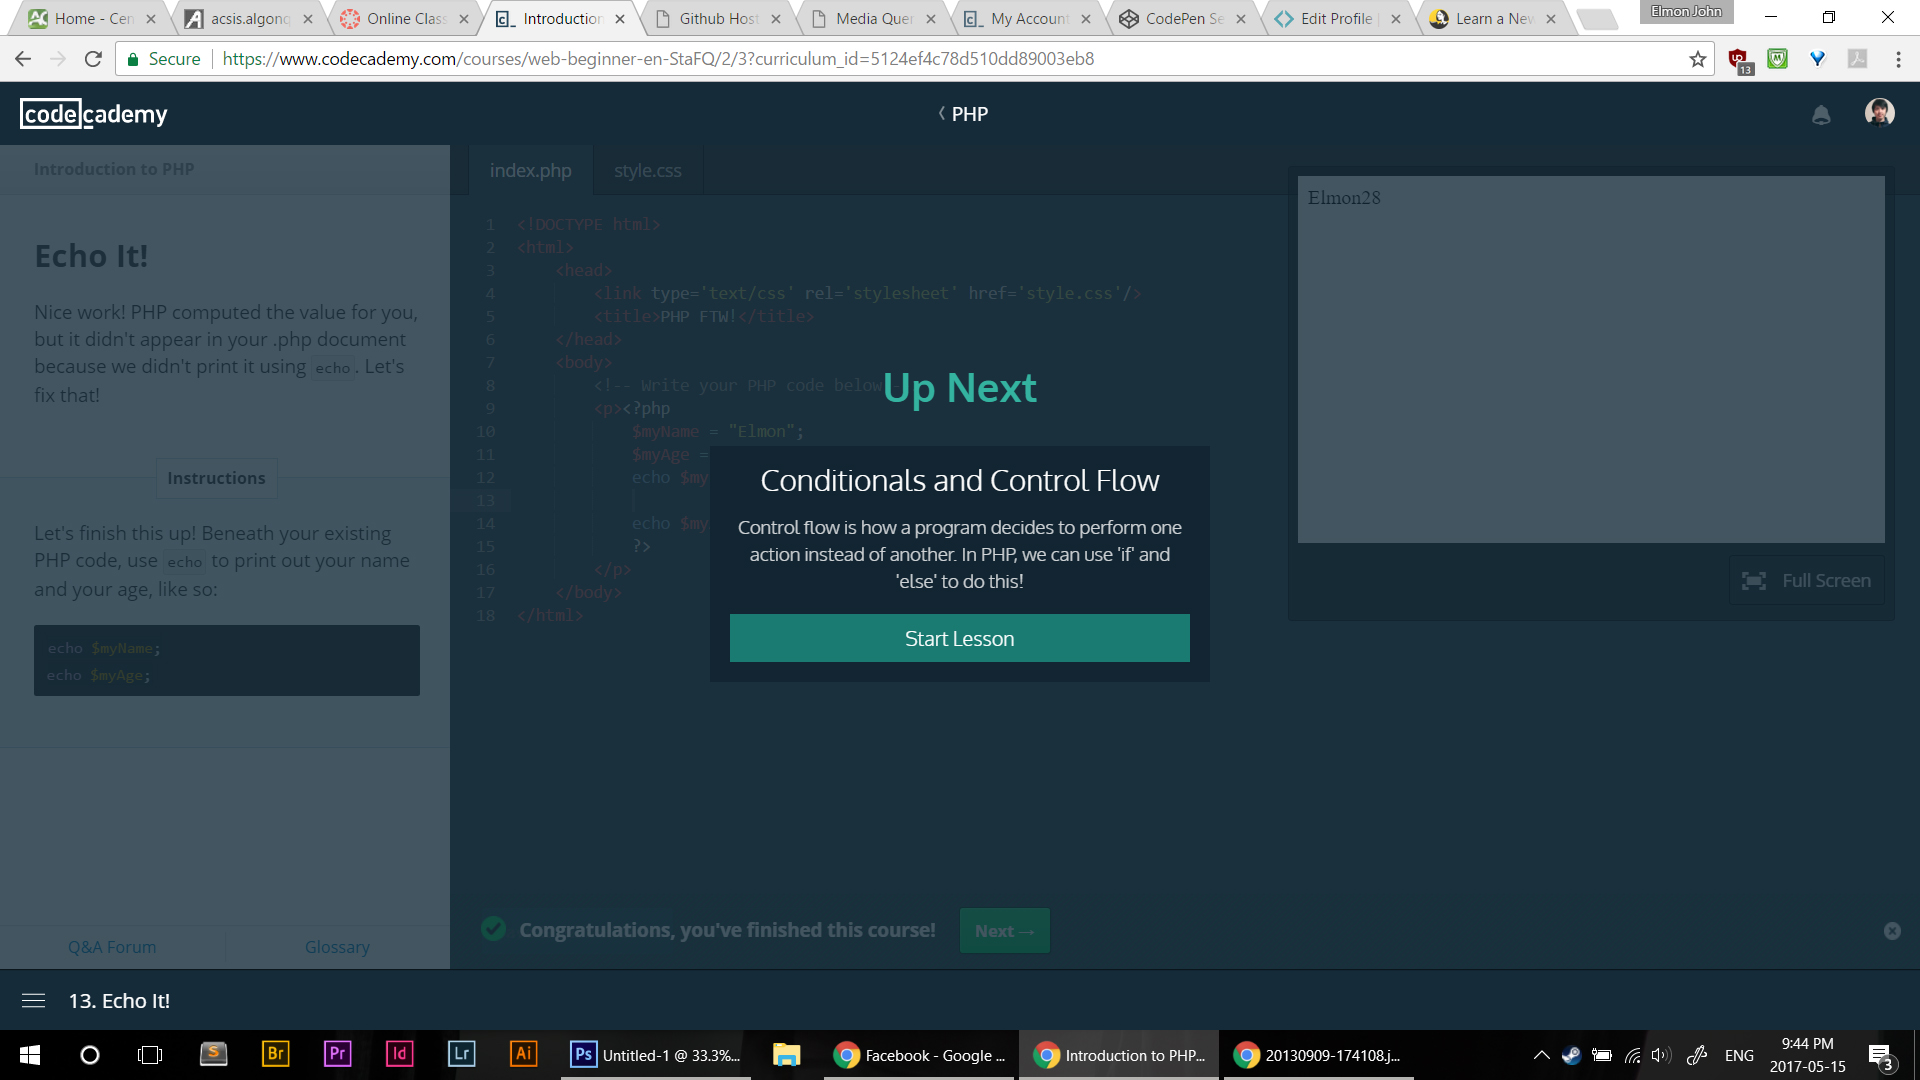 Home - Cen
acsis.algonq
Online Clas
Introduction
Github Host
Media Quer
My Account
CodePen Se
Edit Profile |
Learn a New
Elmon John
Secure
https://www.codecademy.com/courses/web-beginner-en-StaFQ/2/3?curriculum_id=5124ef4c78d510dd89003eb8
13
codecademy
PHP
Introduction to PHP
Echo It!
Nice work! PHP computed the value for you,
but it didn't appear in your .php document
because we didn't print it using echo. Let's
fix that!
Instructions
Let's finish this up! Beneath your existing
PHP code, use echo to print out your name
and your age, like so:
echo $myName;
echo $myAge;
Q&A Forum
Glossary
index.php
style.css
1 <!DOCTYPE html>
2 <html>
3 <head>
4 <link type='text/css' rel='stylesheet' href='style.css'/>
5 <title>PHP FTW!</title>
6 </head>
7 <body>
8 <!-- Write your PHP code below
9 <p><?php
10 $myName = "Elmon";
11 $myAge =
12 echo $my
13
14 echo $my
15 ?>
16 </p>
17 </body>
18 </html>
Up Next
Conditionals and Control Flow
Control flow is how a program decides to perform one
action instead of another. In PHP, we can use 'if' and
'else' to do this!
Start Lesson
Elmon28
Full Screen
Congratulations, you've finished this course!
Next →
13. Echo It!
S
Br
Pr
Id
Lr
Ai
Ps
Untitled-1 @ 33.3%...
Facebook - Google ...
Introduction to PHP...
20130909-174108.j...
ENG
9:44 PM
2017-05-15
3